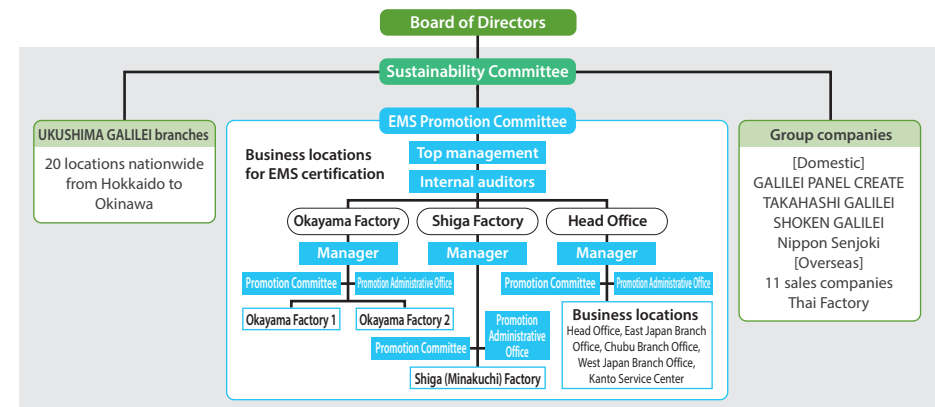 Board of Directors
Sustainability Committee
UKUSHIMA GALILEI branches
20 locations nationwide
from Hokkaido to
Okinawa
EMS Promotion Committee
Business locations
for EMS certification
Top management
Internal auditors
Okayama Factory
Shiga Factory
Head Office
Manager
Manager
Manager
Promotion Committee
Promotion Administrative Office
Promotion Committee
Promotion Administrative Office
Okayama Factory 1
Okayama Factory 2
Promotion
Administrative
Office
Promotion Committee
Shiga (Minakuchi) Factory
Business locations
Head Office, East Japan Branch
Office, Chubu Branch Office,
West Japan Branch Office,
Kanto Service Center
Group companies
[Domestic]
GALILEI PANEL CREATE
TAKAHASHI GALILEI
SHOKEN GALILEI
Nippon Senjoki
[Overseas]
11 sales companies
Thai Factory